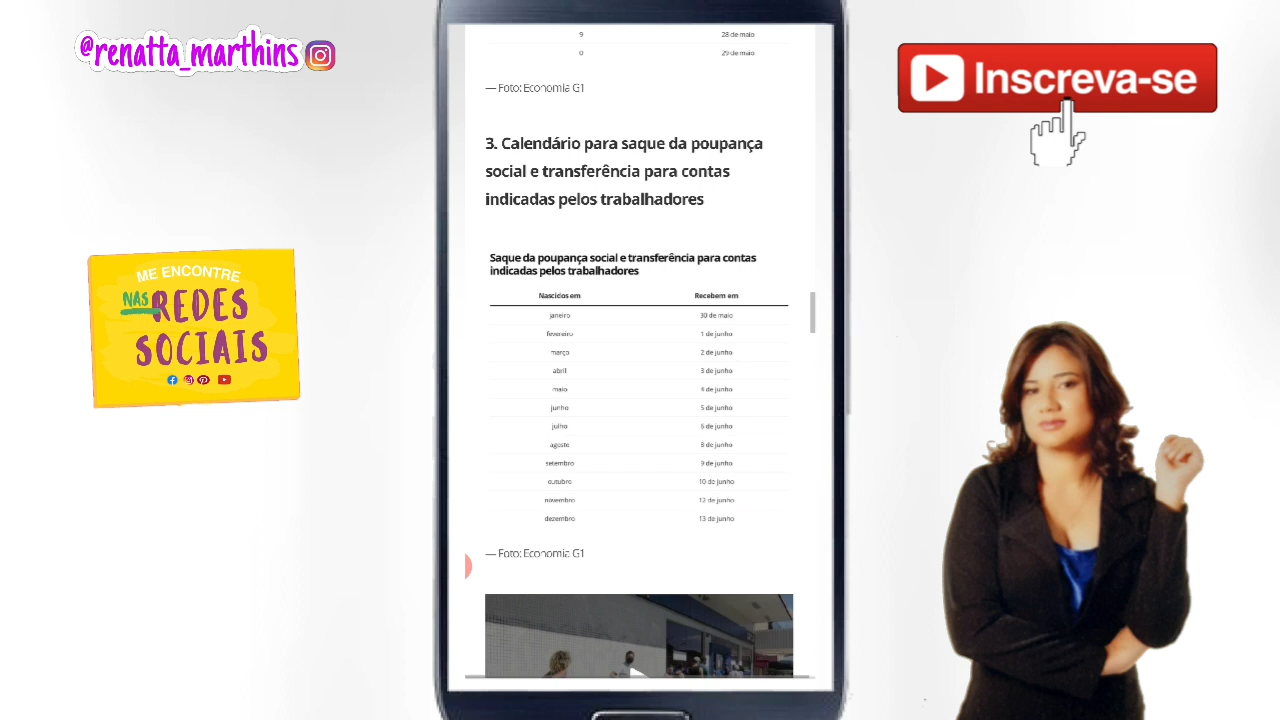 @renatta_marthins
Inscreva-se
ME ENCONTRE
NAS REDES
SOCIAIS
9 28 de maio
0 29 de maio
— Foto: Economia G1
3. Calendário para saque da poupança
social e transferência para contas
indicadas pelos trabalhadores
Saque da poupança social e transferência para contas
indicadas pelos trabalhadores
Nascidos em Recebem em
janeiro 30 de maio
fevereiro 1 de junho
março 2 de junho
abril 3 de junho
maio 4 de junho
junho 5 de junho
julho 6 de junho
agosto 8 de junho
setembro 9 de junho
outubro 10 de junho
novembro 12 de junho
dezembro 13 de junho
— Foto: Economia G1